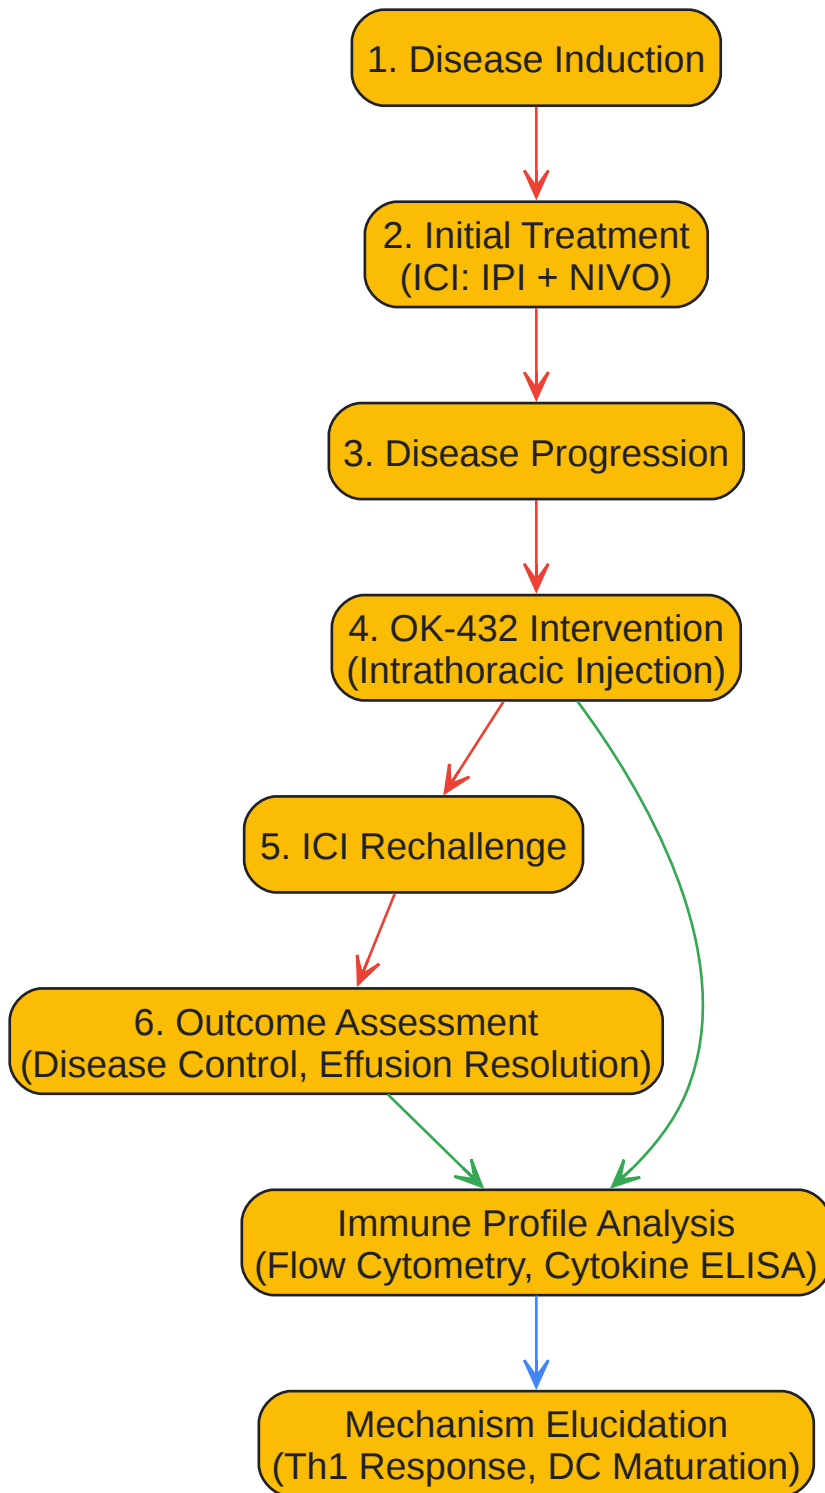 1. Disease Induction
2. Initial Treatment
(ICI: IPI + NIVO)
3. Disease Progression
4. OK-432 Intervention
(Intrathoracic Injection)
5. ICI Rechallenge
6. Outcome Assessment
(Disease Control, Effusion Resolution)
Immune Profile Analysis
(Flow Cytometry, Cytokine ELISA)
Mechanism Elucidation
(Th1 Response, DC Maturation)